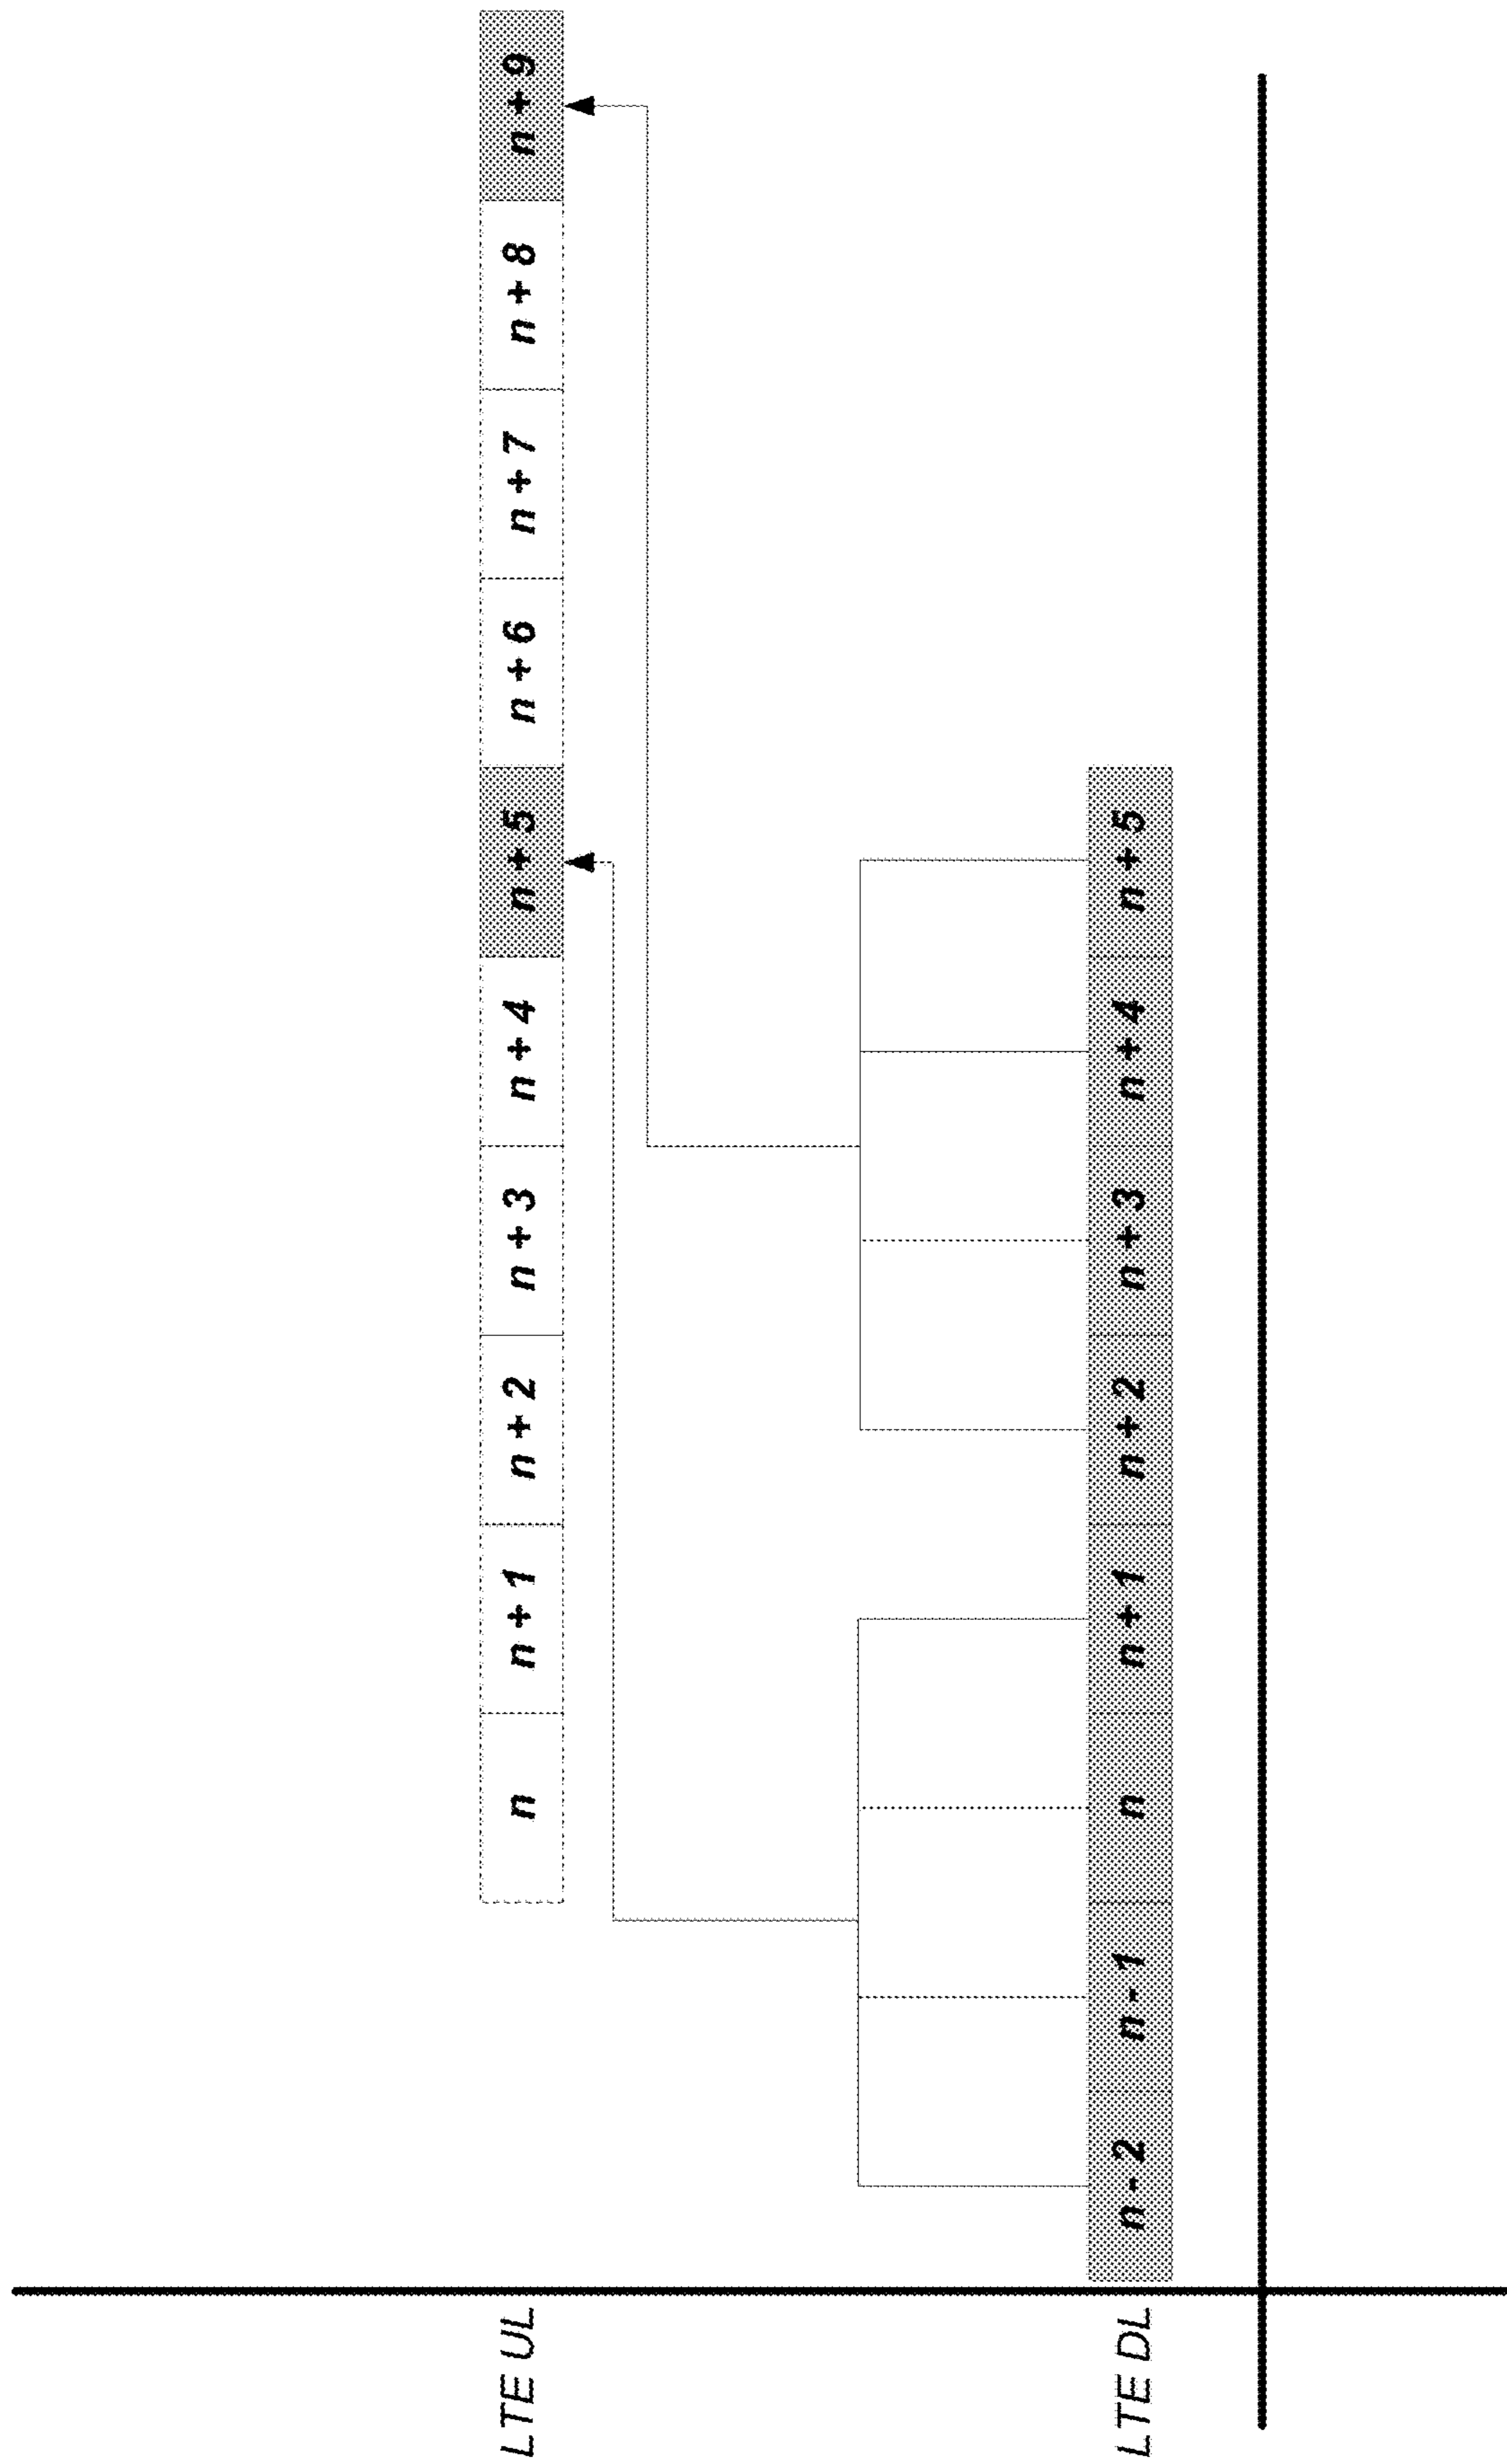 LTE UL
n
n + 1
n + 2
n + 3
n + 4
n + 5
n + 6
n + 7
n + 8
n + 9
LTE DL
n - 2
n - 1
n
n + 1
n + 2
n + 3
n + 4
n + 5